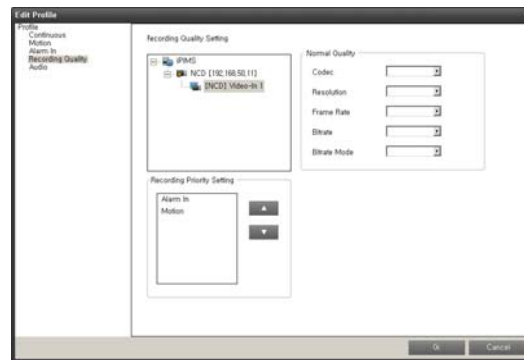 Edit Profile
Profile
Continuous
Motion
Alarm In
Recording Quality
Audio
Recording Quality Setting
iPIMS
NCD [192,168,50,11]
[NCD] Video-In 1
Normal Quality
Codec
Resolution
Frame Rate
Bitrate
Bitrate Mode
Recording Priority Setting
Alarm In
Motion
Ok
Cancel